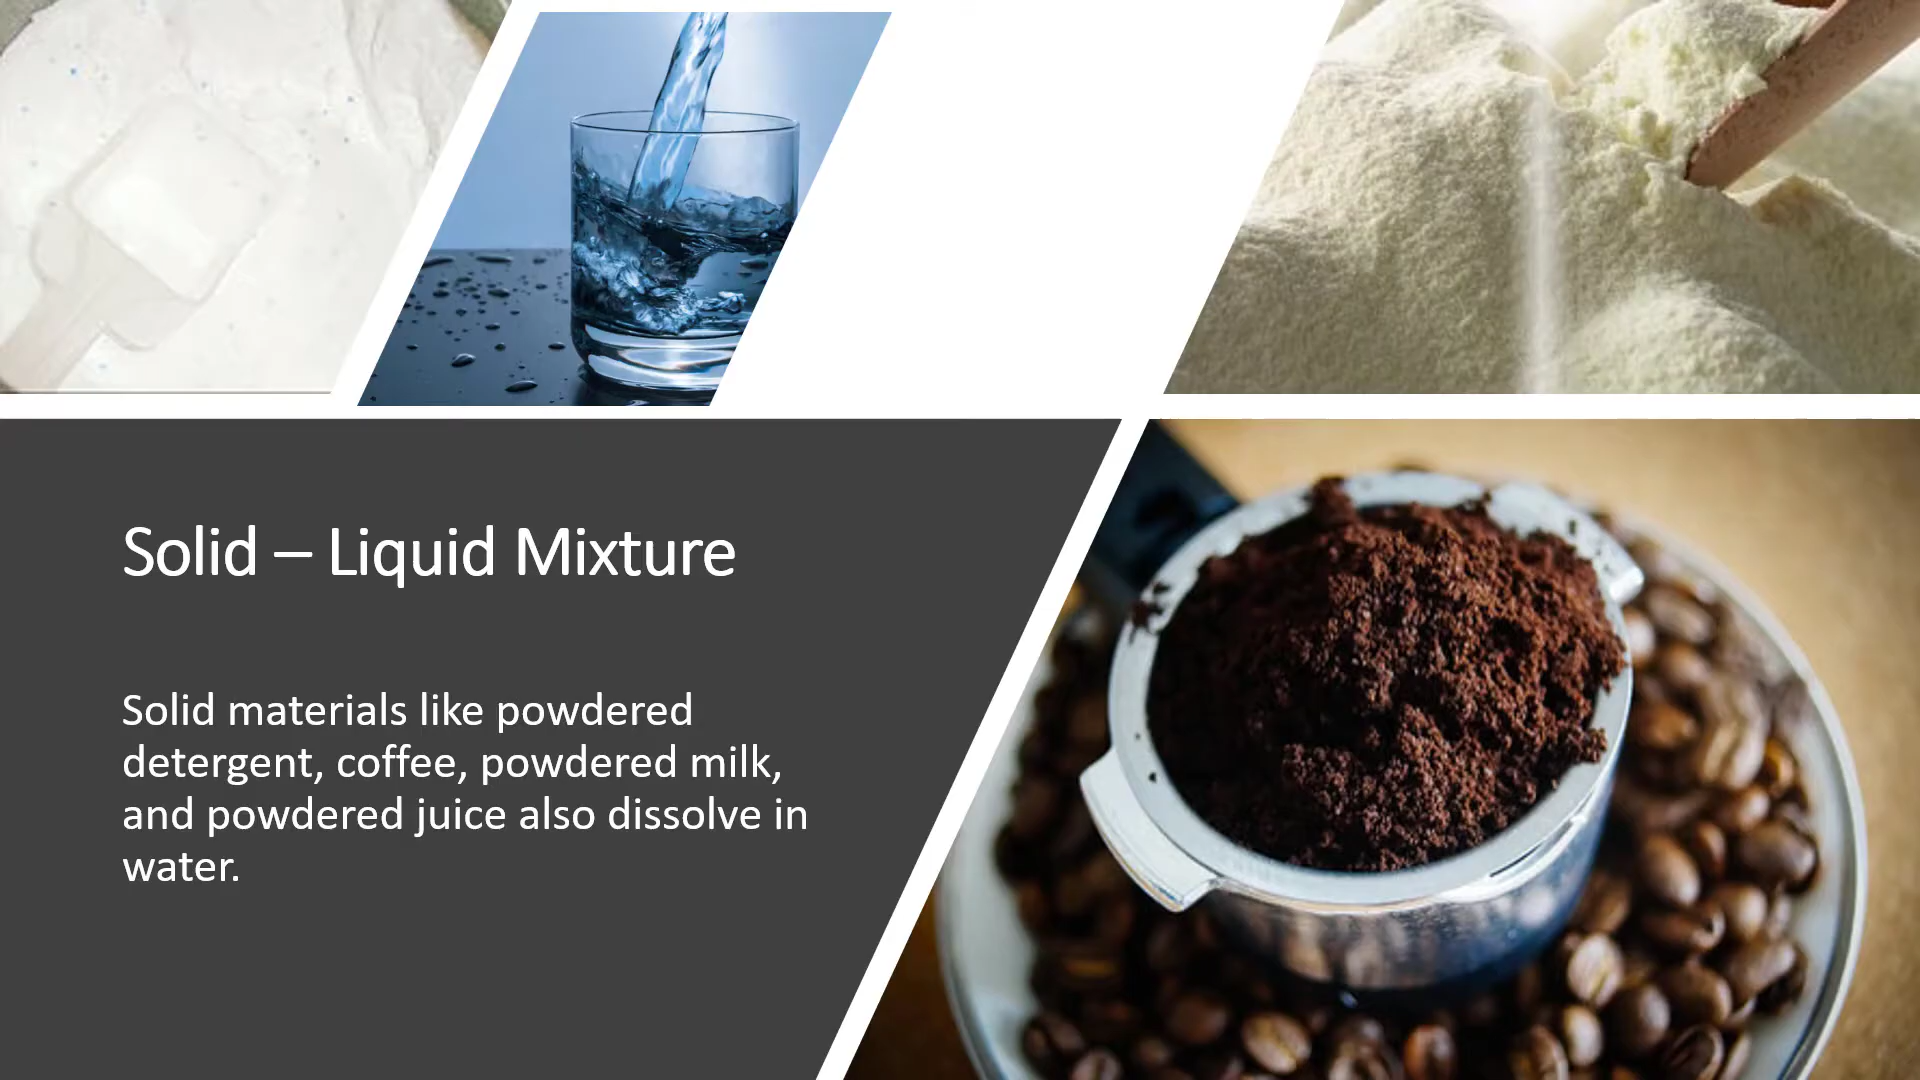 Solid – Liquid Mixture
Solid materials like powdered
detergent, coffee, powdered milk,
and powdered juice also dissolve in
water.